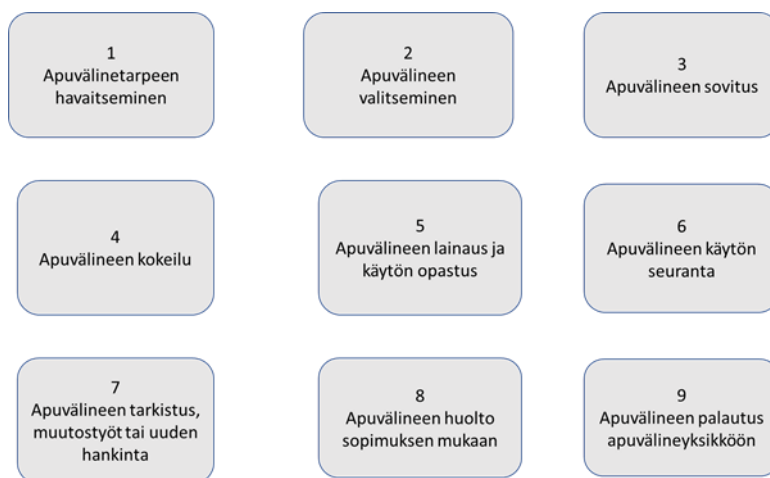 1
Apuvälinetarpeen
havaitseminen
2
Apuvälineen
valitseminen
3
Apuvälineen sovitus
4
Apuvälineen kokeilu
5
Apuvälineen lainaus ja
käytön opastus
6
Apuvälineen käytön
seuranta
7
Apuvälineen tarkistus,
muutostyöt tai uuden
hankinta
8
Apuvälineen huolto
sopimuksen mukaan
9
Apuvälineen palautus
apuvälineyksikköön